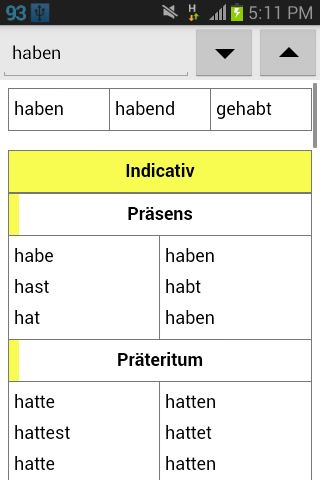 93 H 5:11 PM
haben
haben habend gehabt
Indicativ
Präsens
habe haben
hast habt
hat haben
Präteritum
hatte hatten
hattest hattet
hatte hatten